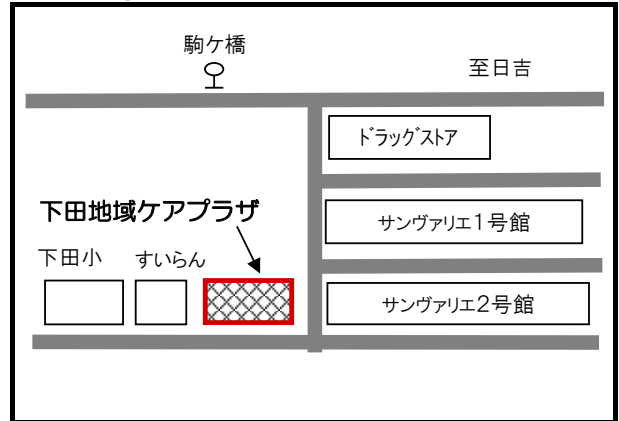 駒ケ橋
至日吉
ドラッグストア
下田地域ケアプラザ
サンヴァリエ1号館
下田小
すいらん
サンヴァリエ2号館